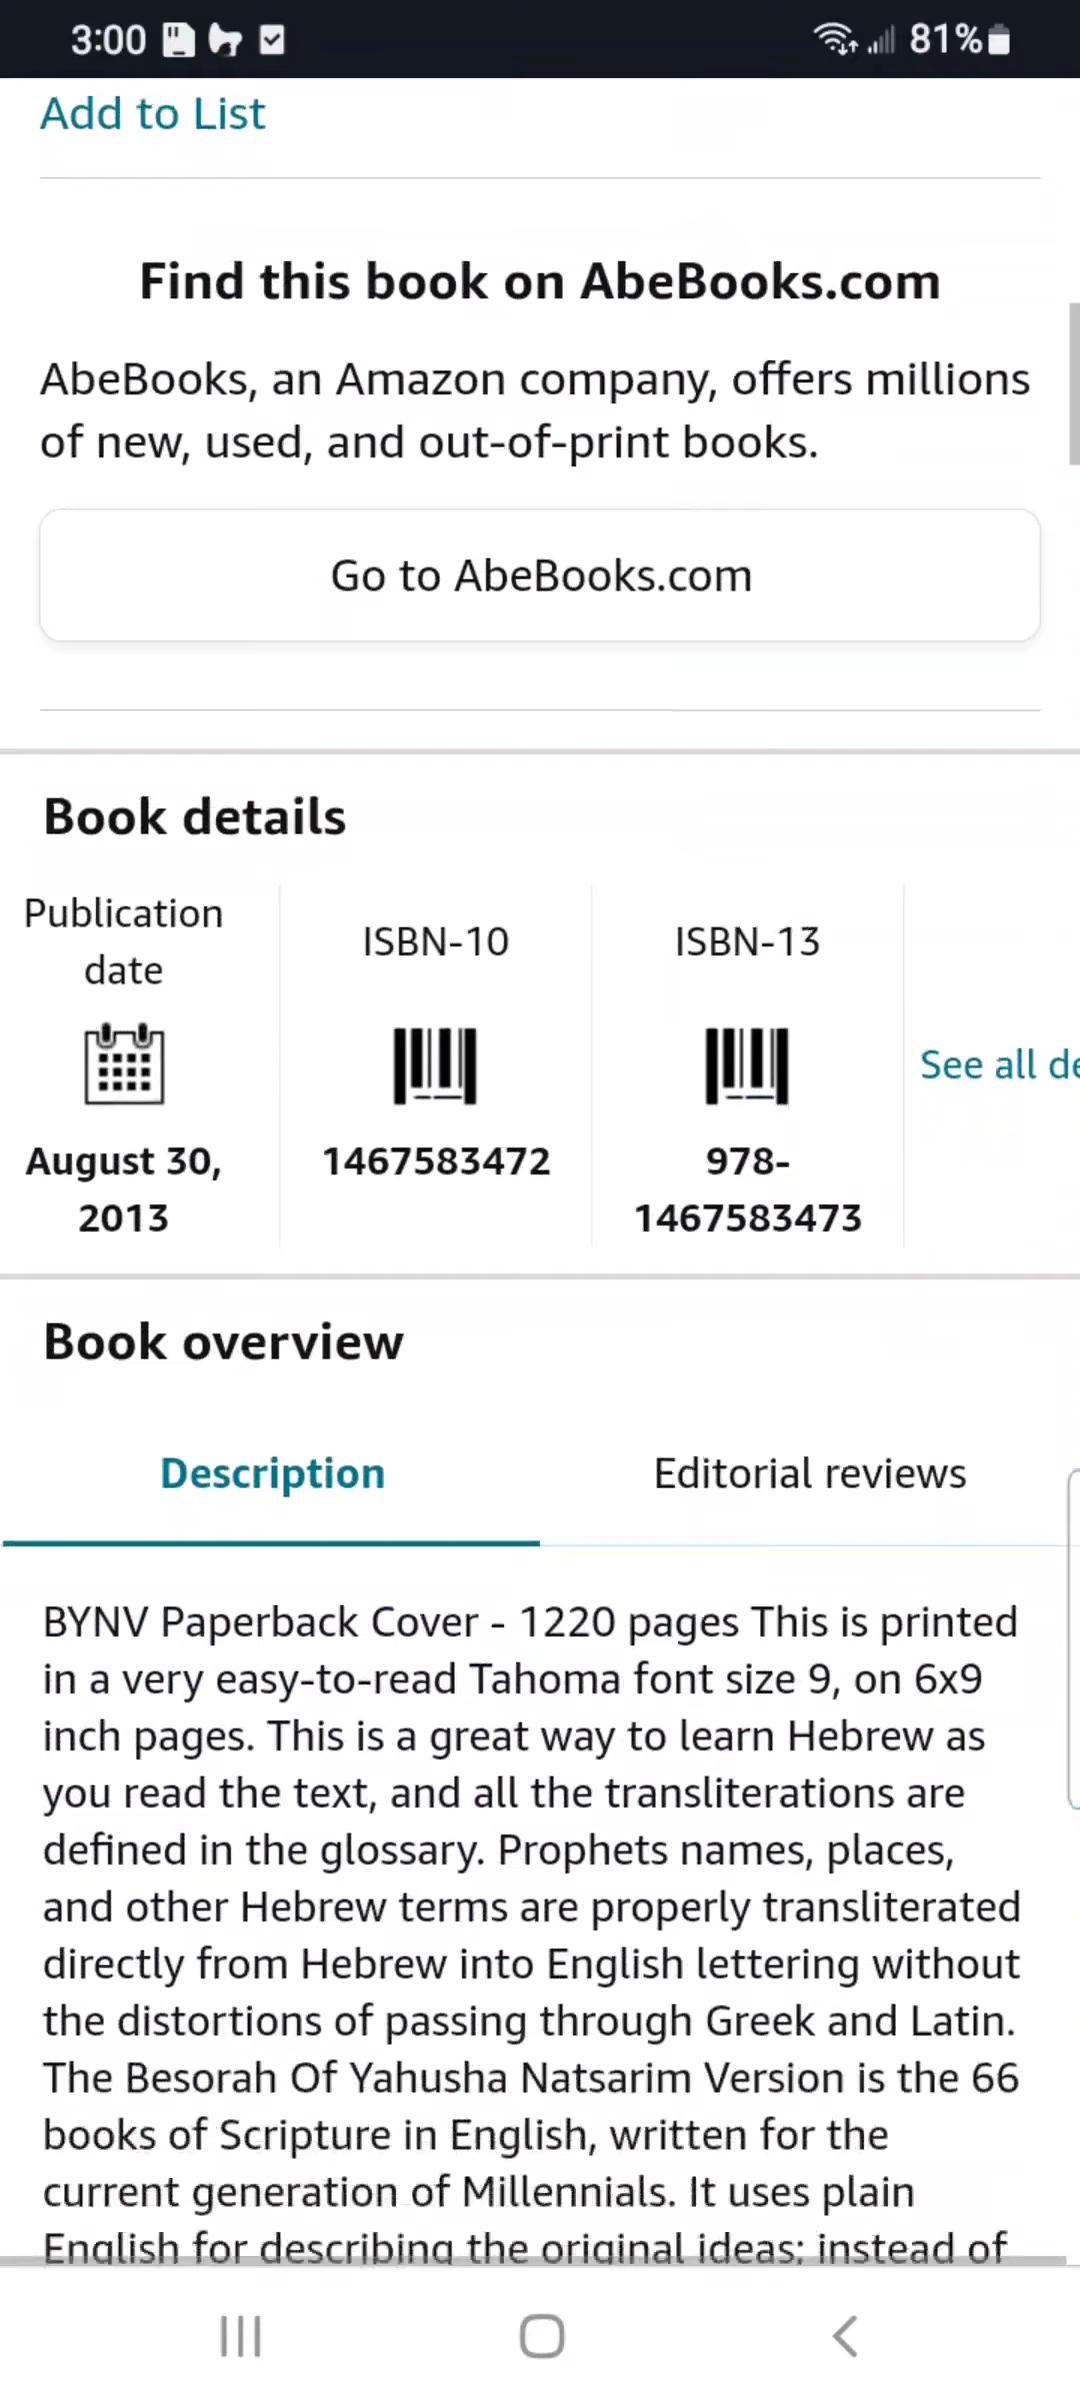 3:00
81%
Add to List
Find this book on AbeBooks.com
AbeBooks, an Amazon company, offers millions
of new, used, and out-of-print books.
Go to AbeBooks.com
Book details
Publication
date
August 30,
2013
ISBN-10
1467583472
ISBN-13
978-
1467583473
See all de
Book overview
Description
Editorial reviews
BYNV Paperback Cover - 1220 pages This is printed
in a very easy-to-read Tahoma font size 9, on 6x9
inch pages. This is a great way to learn Hebrew as
you read the text, and all the transliterations are
defined in the glossary. Prophets names, places,
and other Hebrew terms are properly transliterated
directly from Hebrew into English lettering without
the distortions of passing through Greek and Latin.
The Besorah Of Yahusha Natsarim Version is the 66
books of Scripture in English, written for the
current generation of Millennials. It uses plain
English for describing the original ideas; instead of